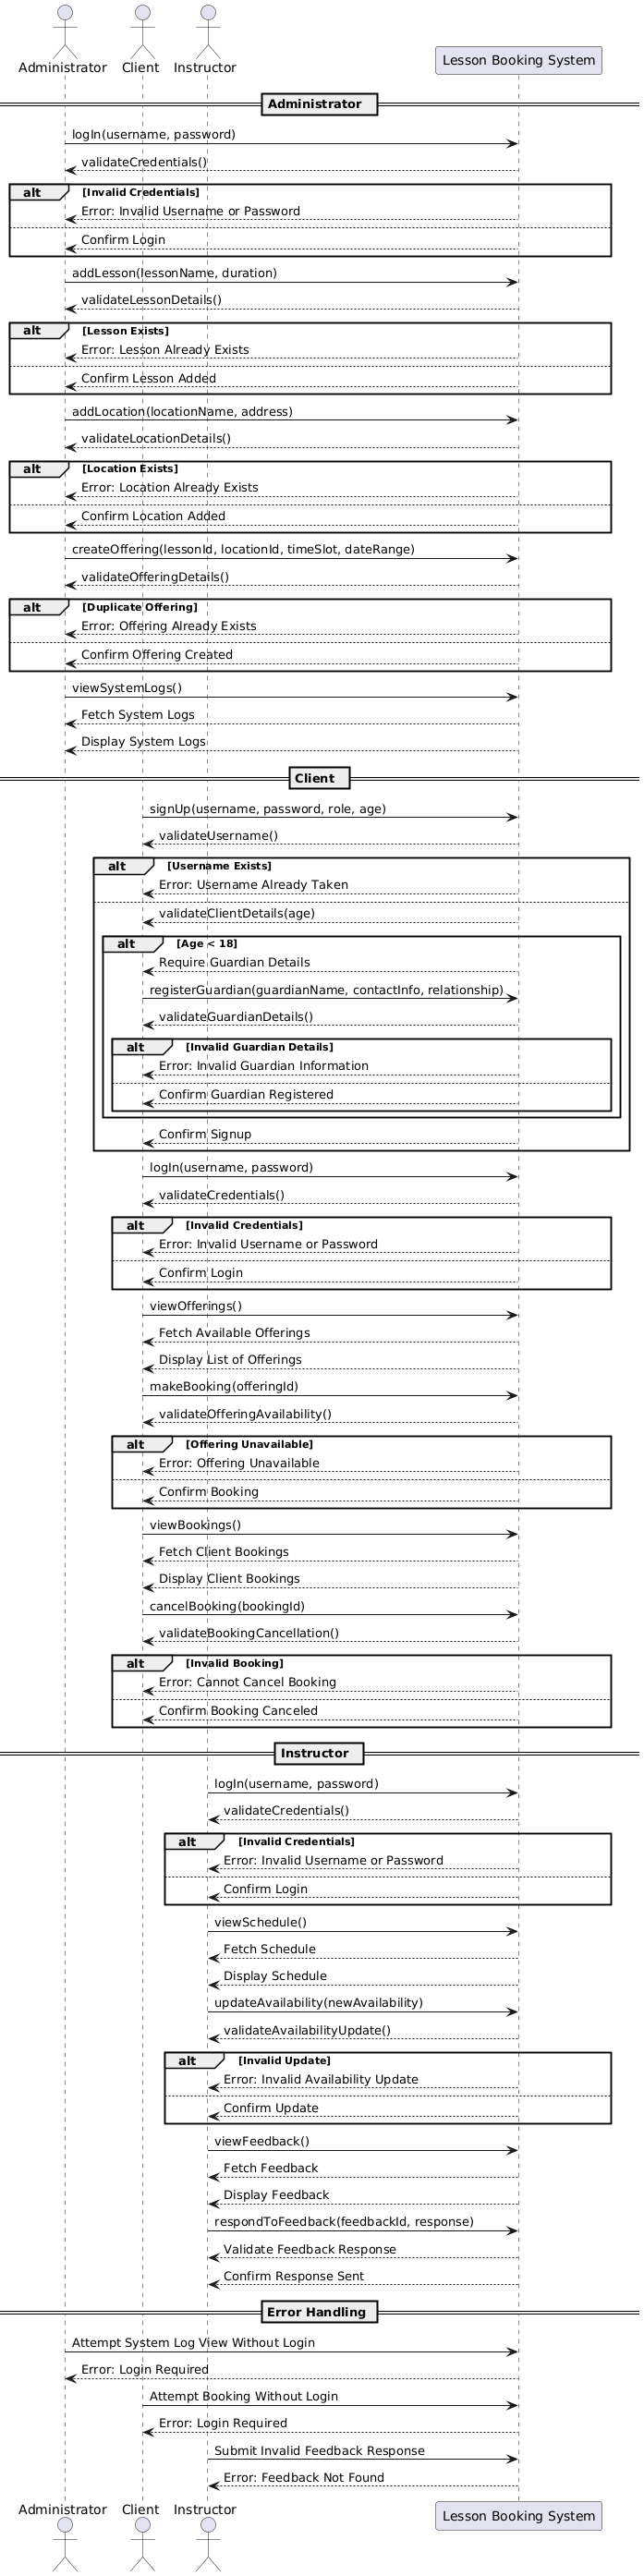 Administrator
Client
Instructor
Lesson Booking System
Administrator
logIn(username, password)
validateCredentials()
alt
[Invalid Credentials]
Error: Invalid Username or Password
Confirm Login
addLesson(lessonName, duration)
validateLessonDetails()
alt
[Lesson Exists]
Error: Lesson Already Exists
Confirm Lesson Added
addLocation(locationName, address)
validateLocationDetails()
alt
[Location Exists]
Error: Location Already Exists
Confirm Location Added
createOffering(lessonId, locationId, timeSlot, dateRange)
validateOfferingDetails()
alt
[Duplicate Offering]
Error: Offering Already Exists
Confirm Offering Created
viewSystemLogs()
Fetch System Logs
Display System Logs
Client
signUp(username, password, role, age)
validateUsername()
alt
[Username Exists]
Error: Username Already Taken
validateClientDetails(age)
alt
[Age < 18]
Require Guardian Details
registerGuardian(guardianName, contactInfo, relationship)
validateGuardianDetails()
alt
[Invalid Guardian Details]
Error: Invalid Guardian Information
Confirm Guardian Registered
Confirm Signup
logIn(username, password)
validateCredentials()
alt
[Invalid Credentials]
Error: Invalid Username or Password
Confirm Login
viewOfferings()
Fetch Available Offerings
Display List of Offerings
makeBooking(offeringId)
validateOfferingAvailability()
alt
[Offering Unavailable]
Error: Offering Unavailable
Confirm Booking
viewBookings()
Fetch Client Bookings
Display Client Bookings
cancelBooking(bookingId)
validateBookingCancellation()
alt
[Invalid Booking]
Error: Cannot Cancel Booking
Confirm Booking Canceled
Instructor
logIn(username, password)
validateCredentials()
alt
[Invalid Credentials]
Error: Invalid Username or Password
Confirm Login
viewSchedule()
Fetch Schedule
Display Schedule
updateAvailability(newAvailability)
validateAvailabilityUpdate()
alt
[Invalid Update]
Error: Invalid Availability Update
Confirm Update
viewFeedback()
Fetch Feedback
Display Feedback
respondToFeedback(feedbackId, response)
Validate Feedback Response
Confirm Response Sent
Error Handling
Attempt System Log View Without Login
Error: Login Required
Attempt Booking Without Login
Error: Login Required
Submit Invalid Feedback Response
Error: Feedback Not Found
Administrator
Client
Instructor
Lesson Booking System